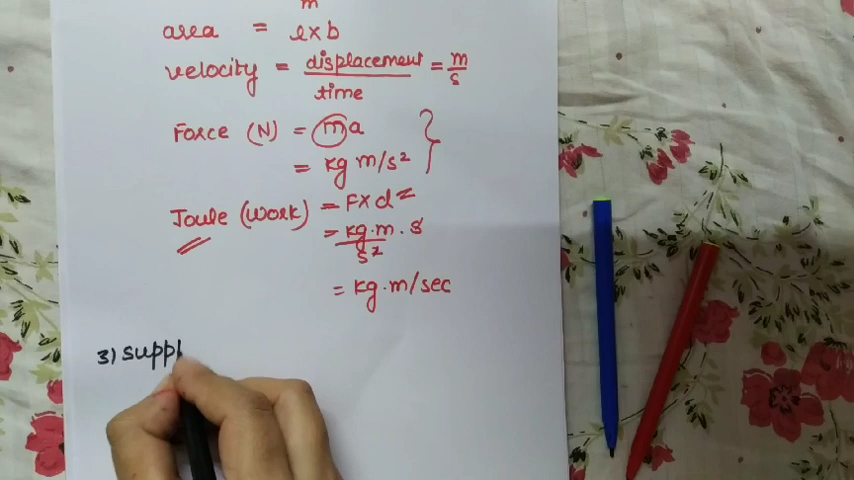 m
area = l×b
velocity = displacement/time = m/s
Force (N) = ma
= kg m/s²
Joule (work) = F×d
= kg.m/s² . s
= kg.m/sec
3) suppl